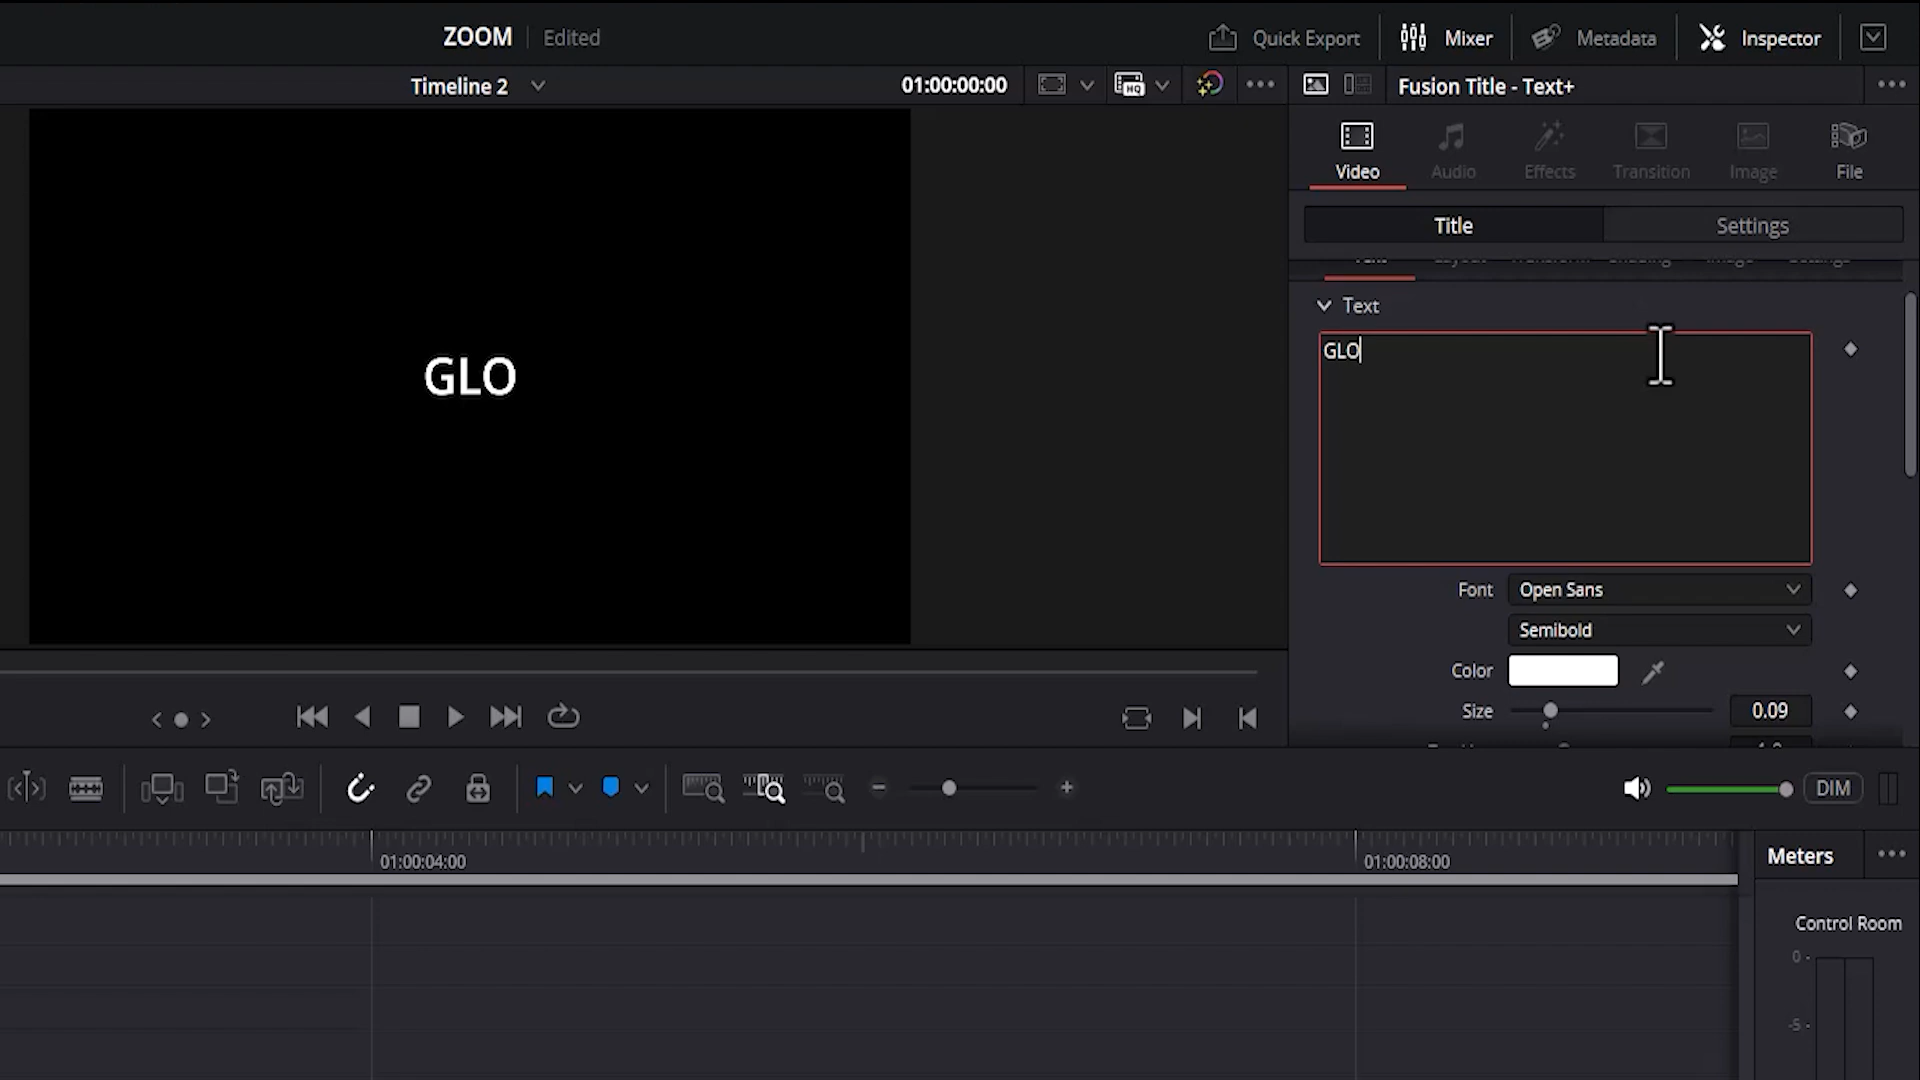 ZOOM Edited Quick Export Mixer Metadata Inspector
Timeline 2 01:00:00:00 HQ Fusion Title - Text+
Video Audio Effects Transition Image File
Title Settings
Text
GLO
GLO
Font Open Sans
Semibold
Color
Size 0.09
DIM
01:00:04:00 01:00:08:00
Meters
Control Room
0 -
-5 -